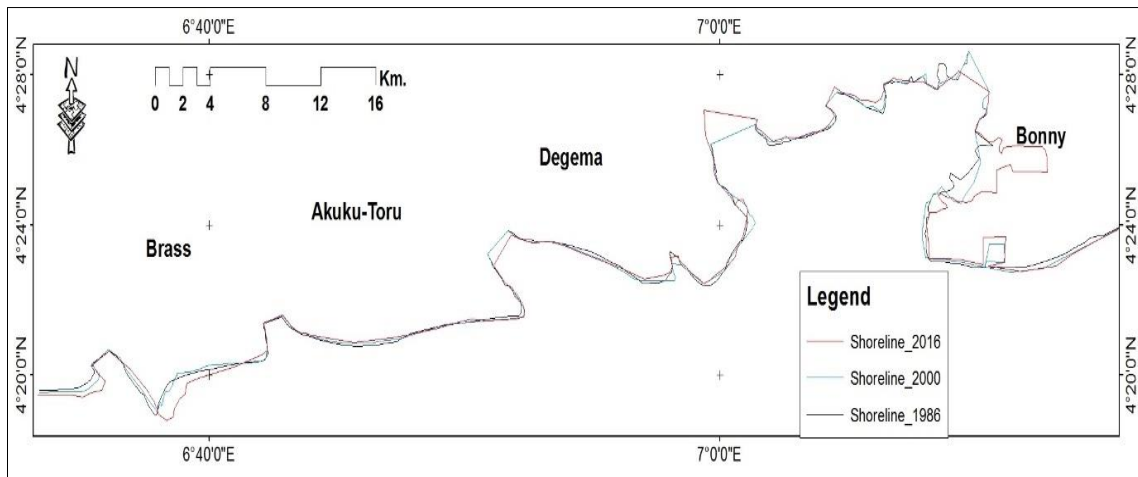 6°40'0"E 7°0'0"E
4°28'0"N 4°28'0"N
N
Km.
0 2 4 8 12 16
Bonny
Degema
Akuku-Toru
4°24'0"N 4°24'0"N
Brass
Legend
Shoreline_2016
Shoreline_2000
Shoreline_1986
4°20'0"N 4°20'0"N
6°40'0"E 7°0'0"E